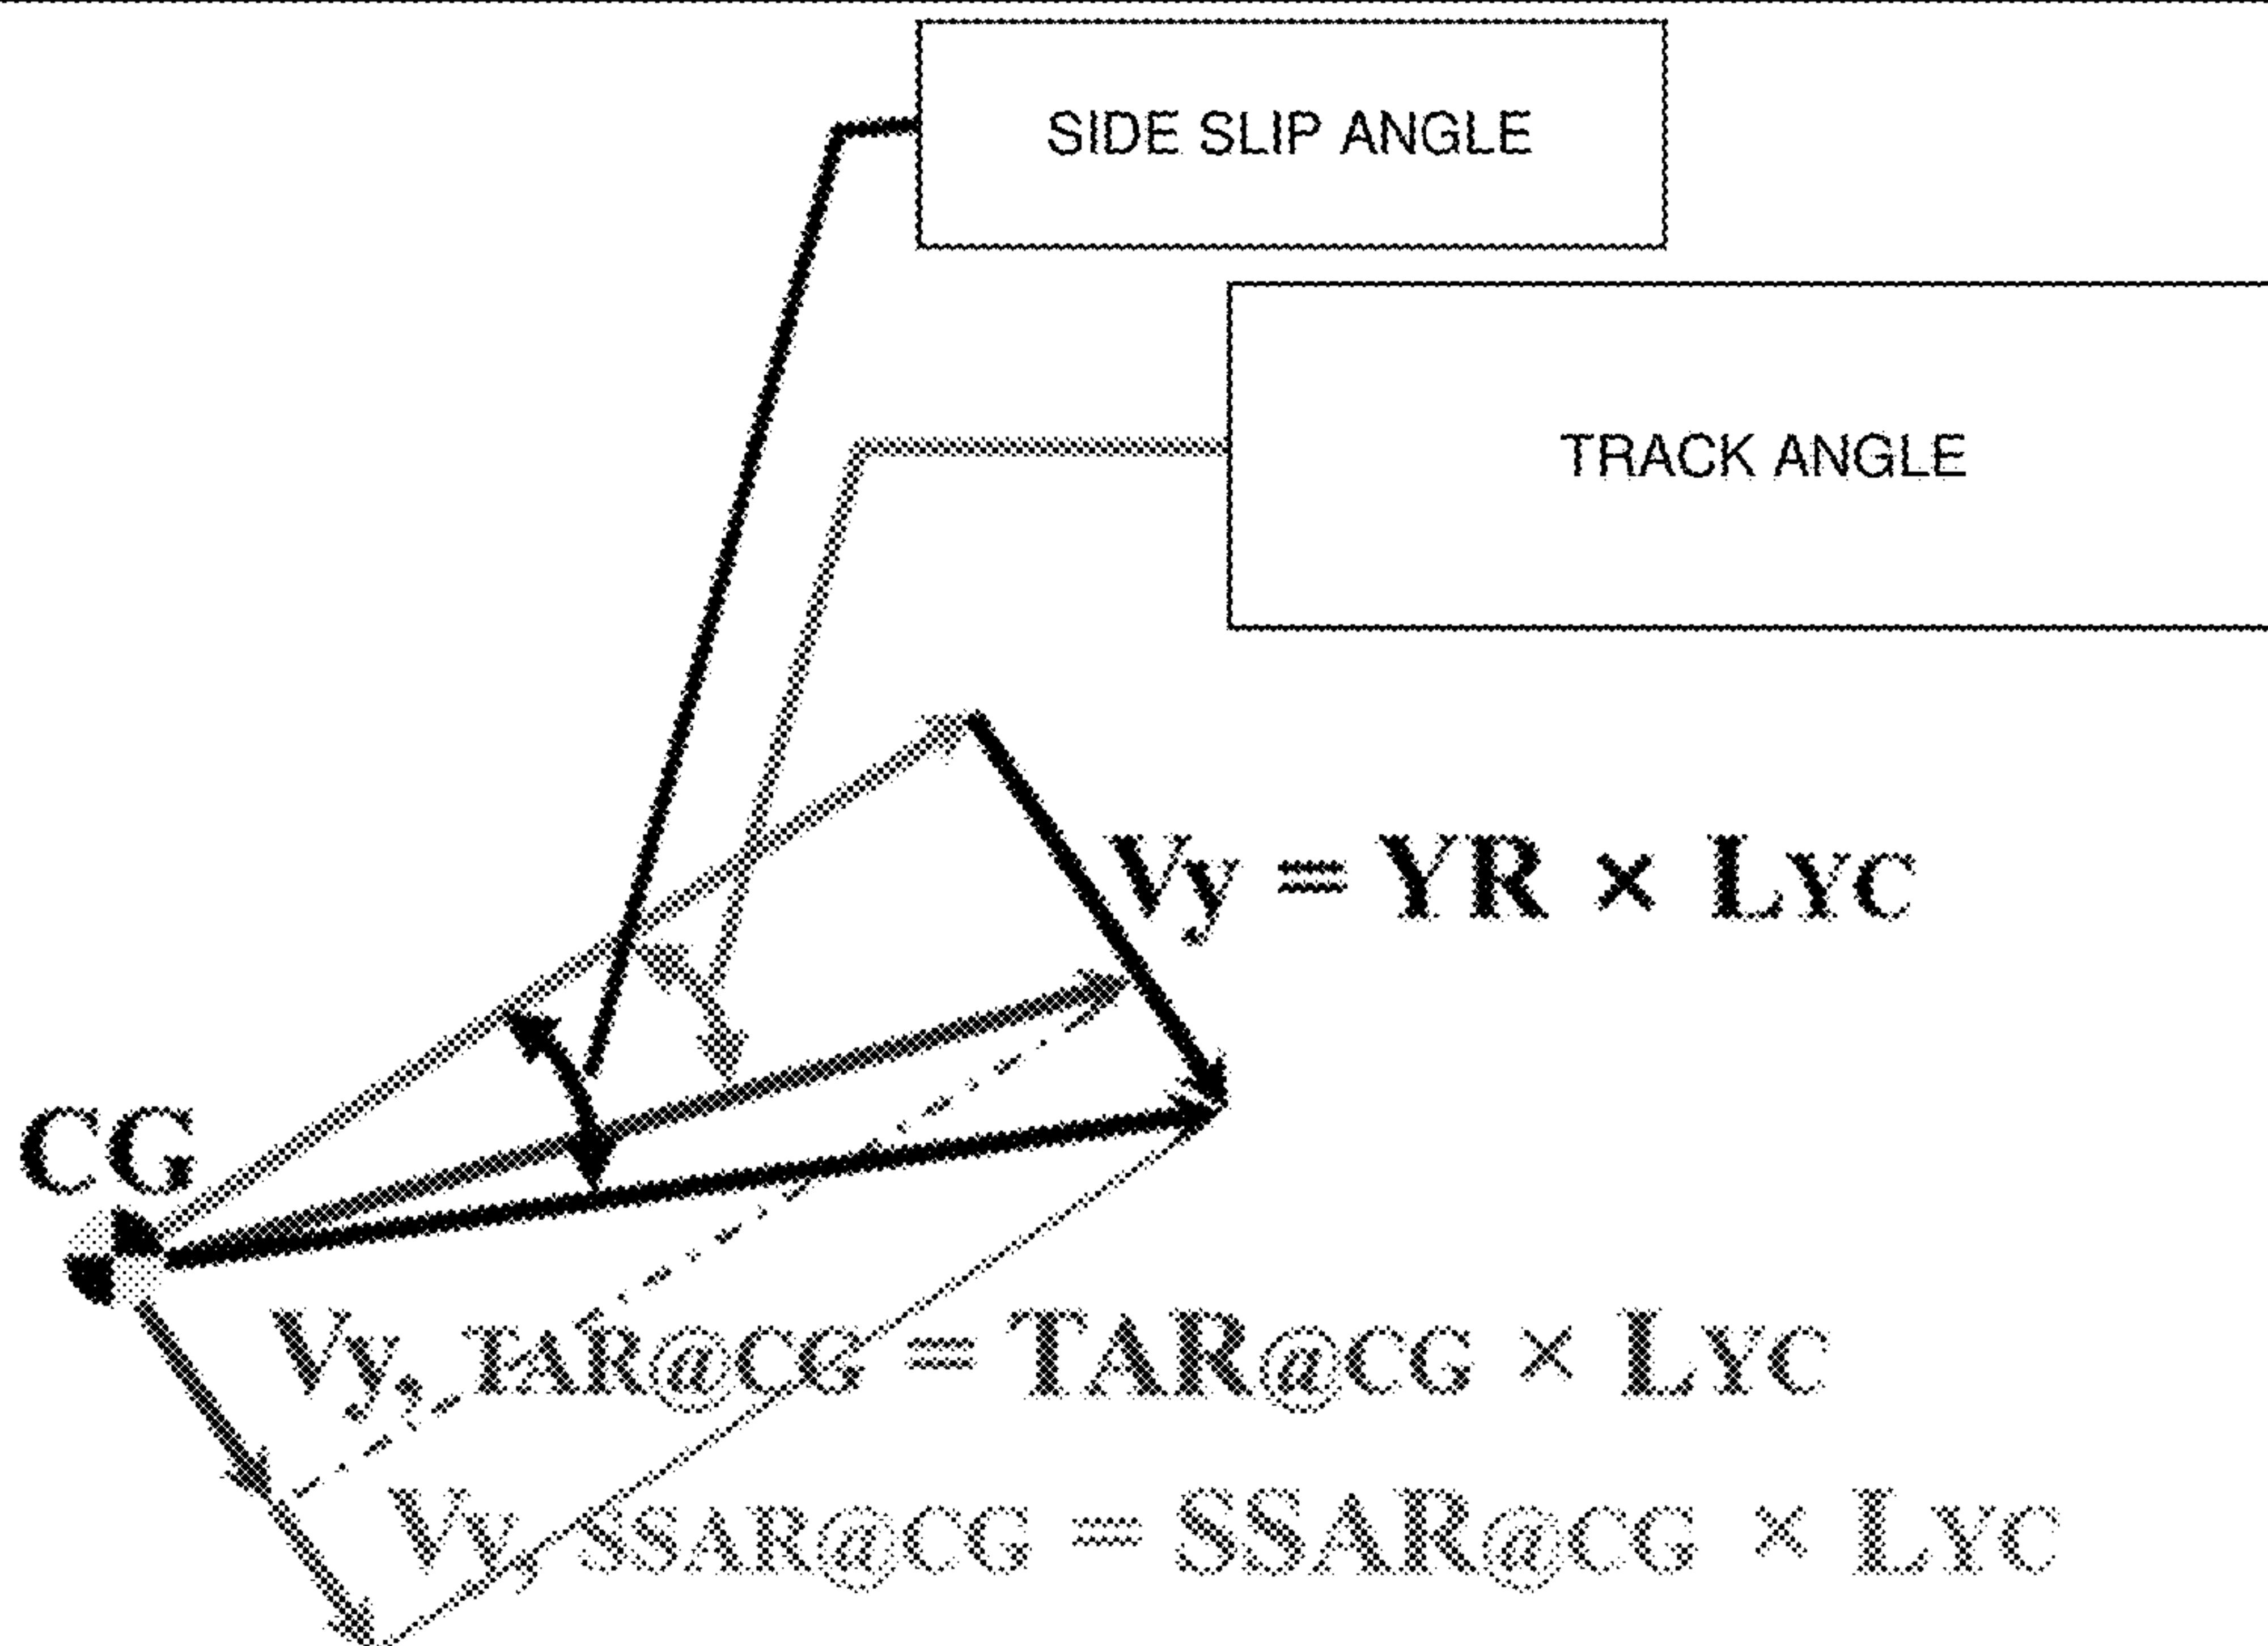 SIDE SLIP ANGLE
TRACK ANGLE
Vy = YR × LYC
CG
Vy, TAR@CG = TAR@CG × LYC
Vy, SSAR@CG = SSAR@CG × LYC